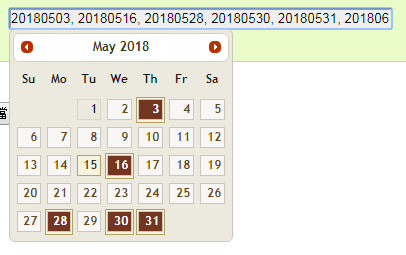 20180503, 20180516, 20180528, 20180530, 20180531, 201806
May 2018
Su Mo Tu We Th Fr Sa
1 2 3 4 5
6 7 8 9 10 11 12
13 14 15 16 17 18 19
20 21 22 23 24 25 26
27 28 29 30 31
當